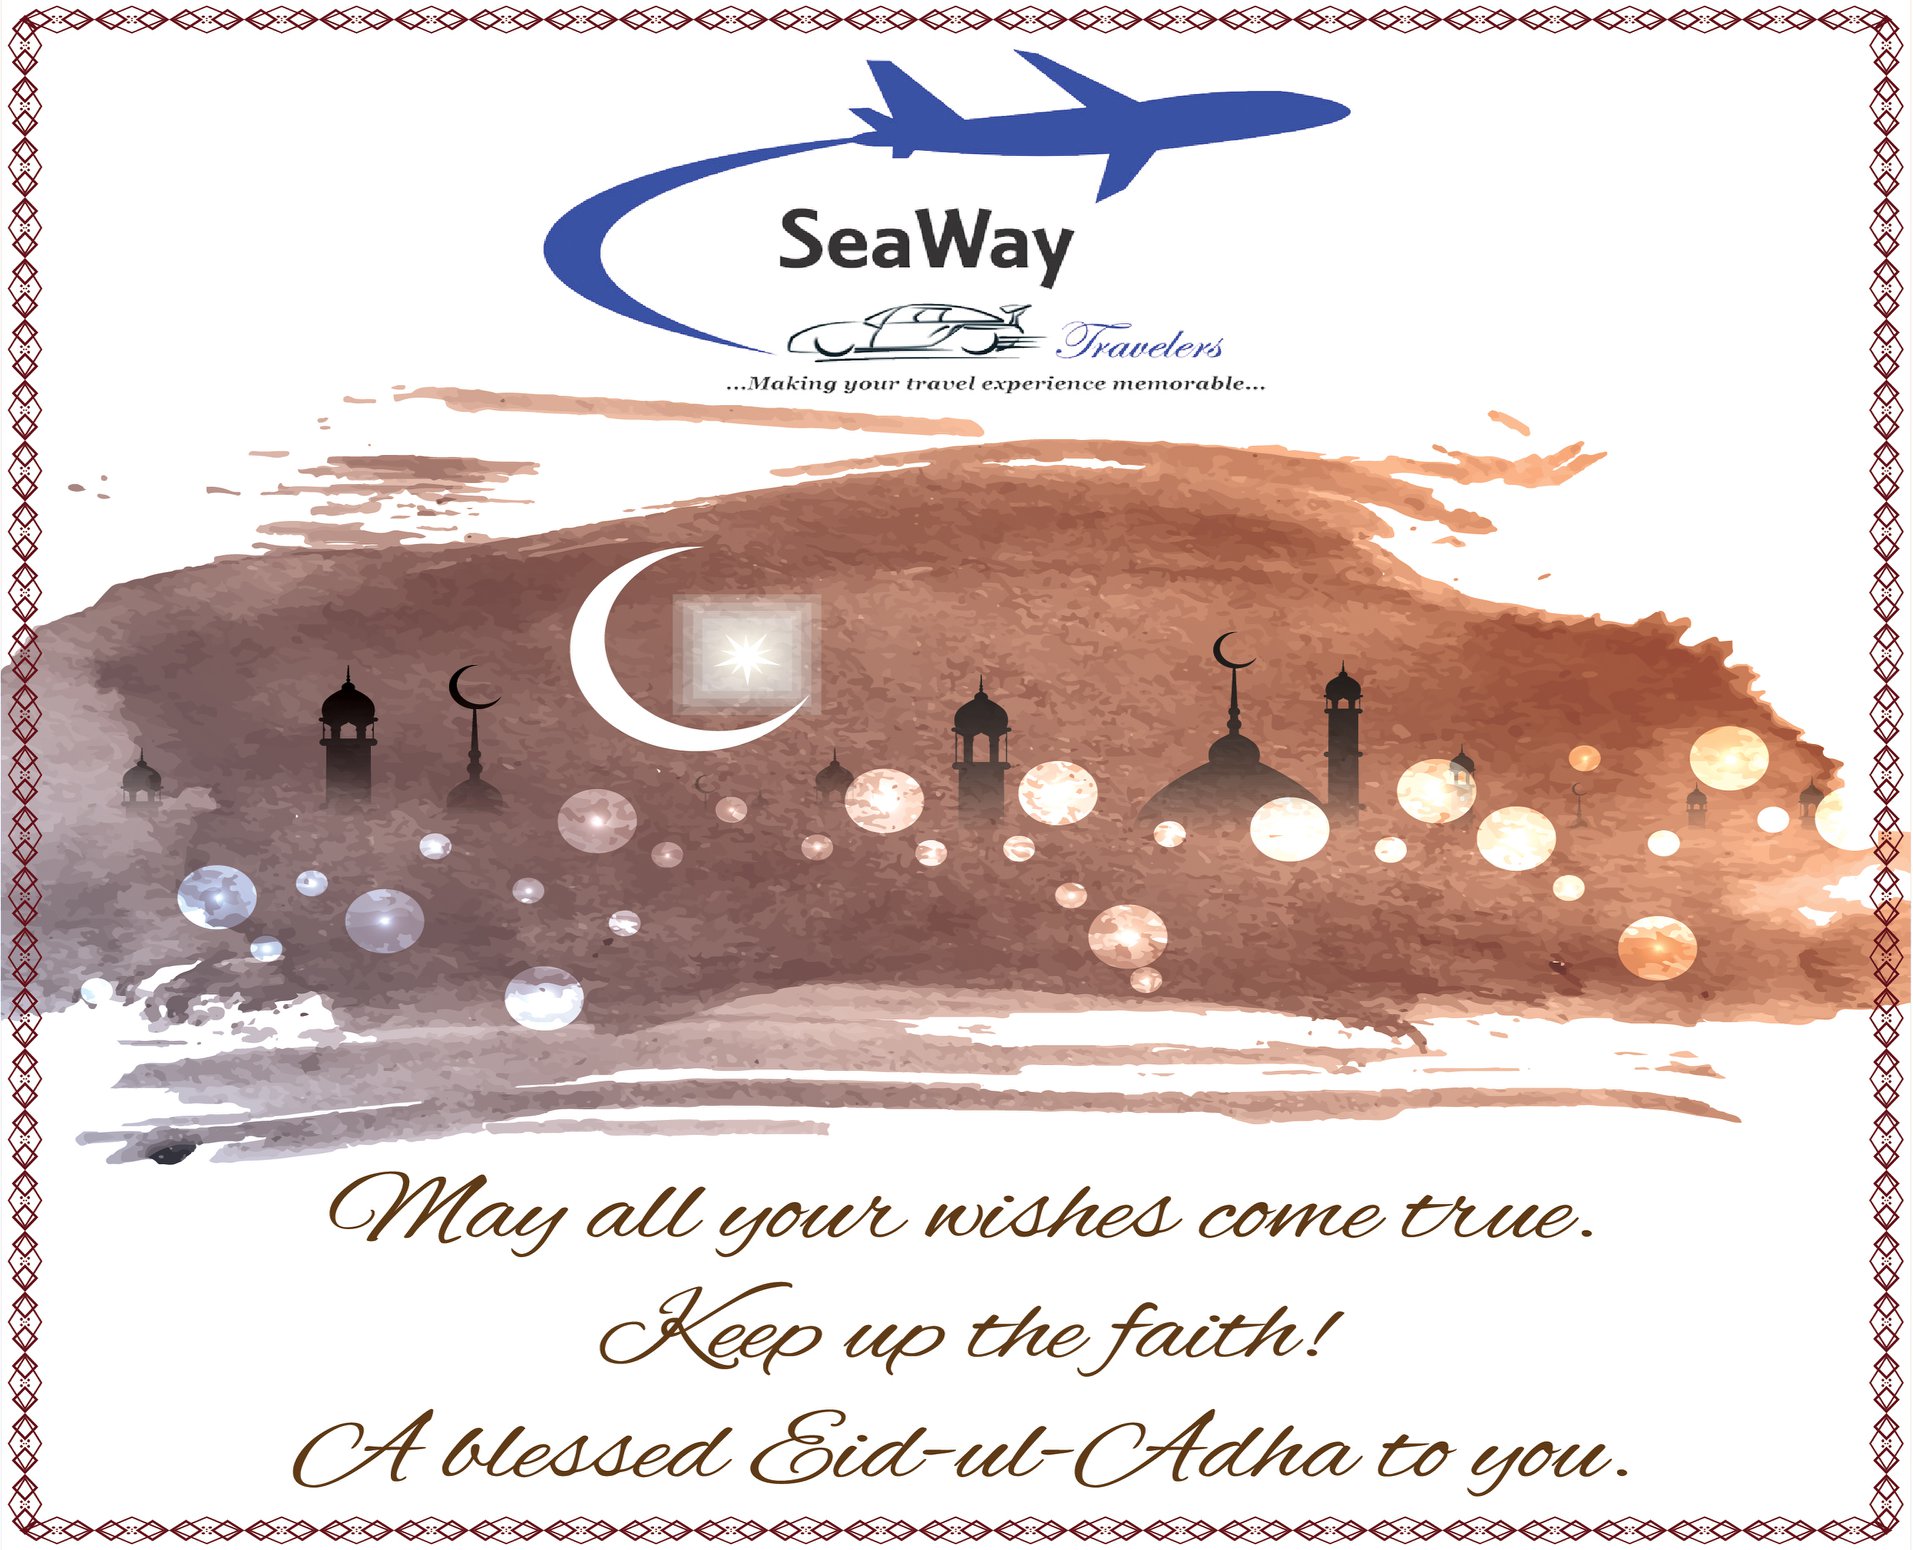 SeaWay
Travelers
...Making your travel experience memorable...
May all your wishes come true.
Keep up the faith!
A blessed Eid-ul-Adha to you.